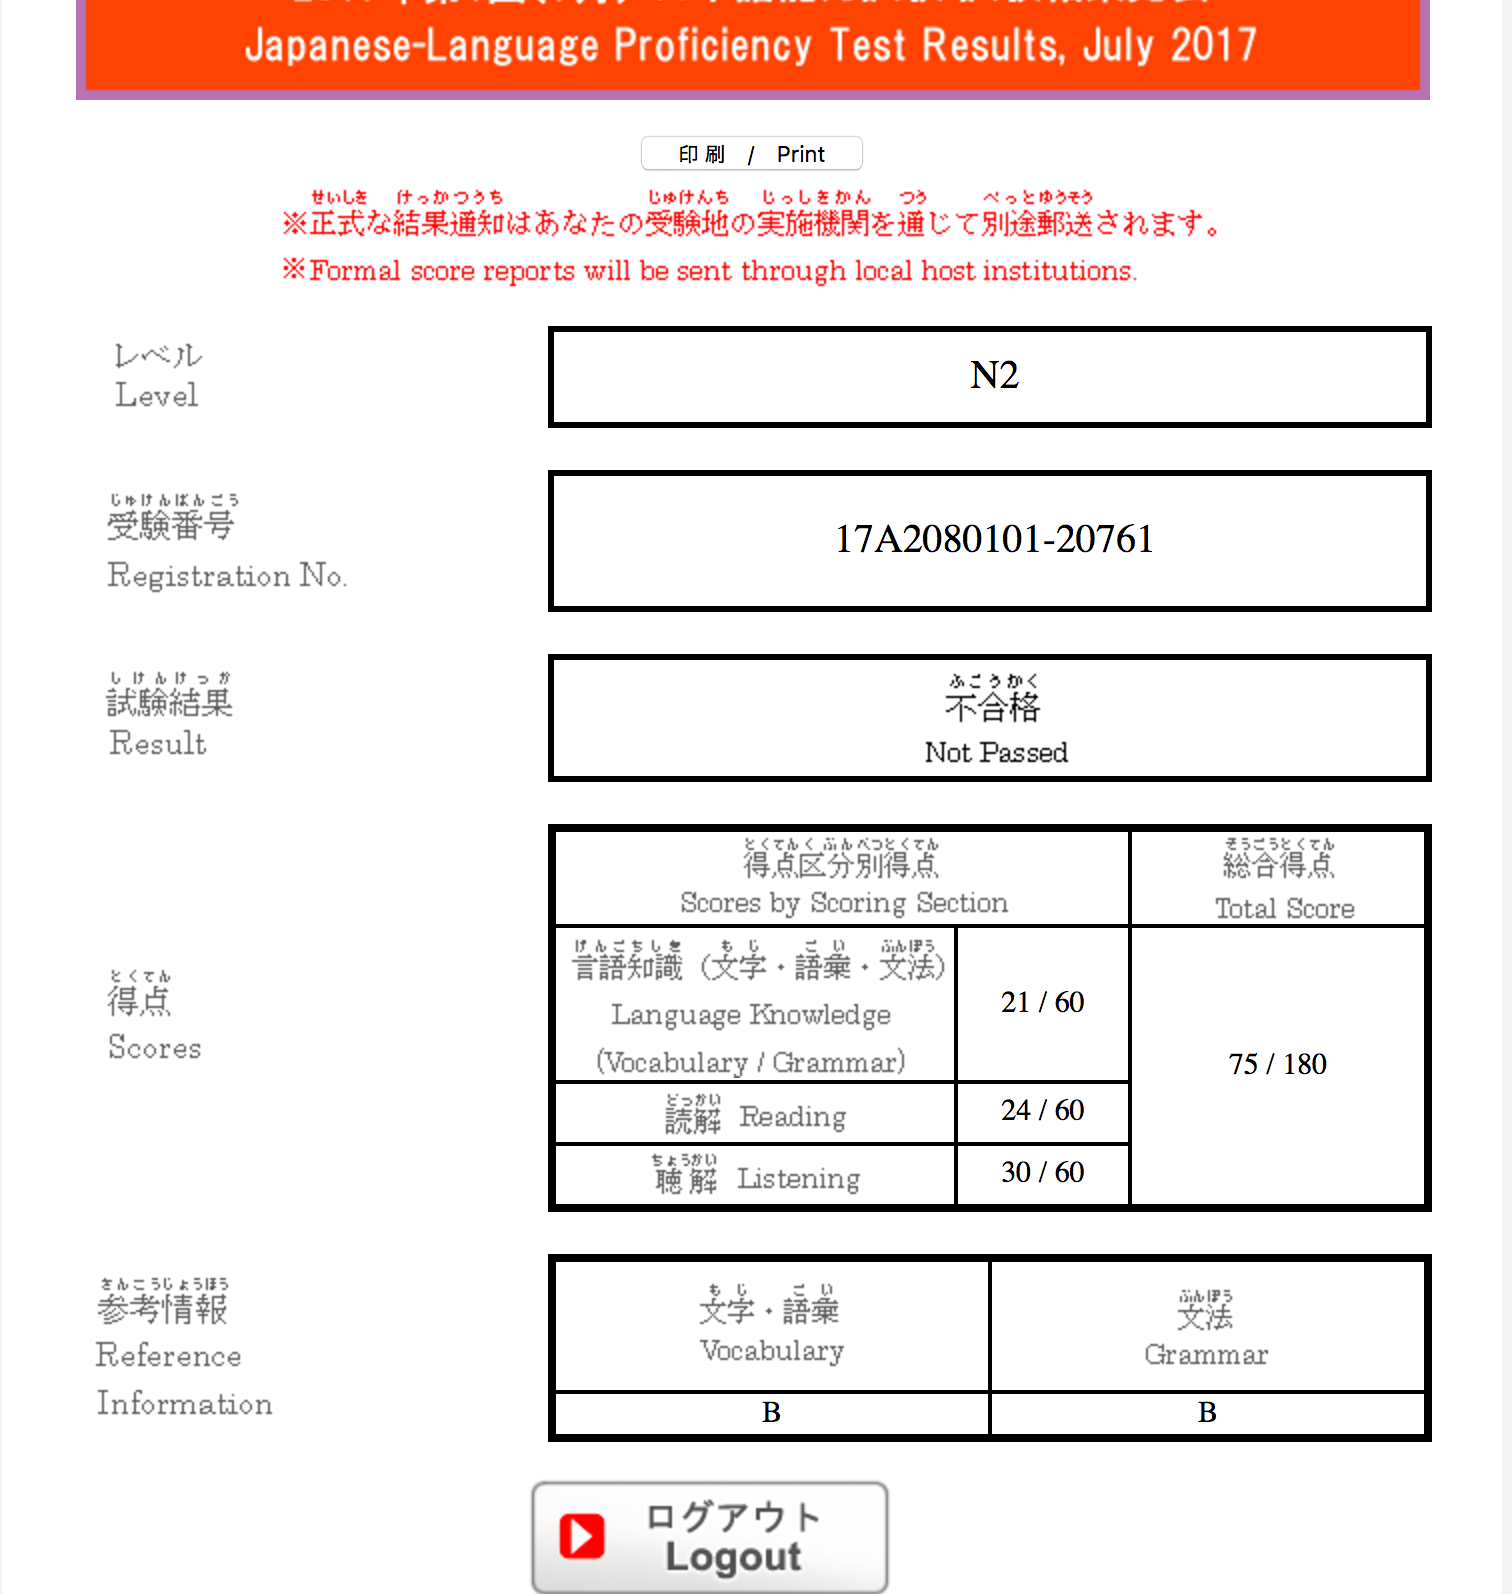 Japanese-Language Proficiency Test Results, July 2017
印刷 / Print
せいしき けっかつうち じゅけんち じっしきかん つう べっとゆうそう
※正式な結果通知はあなたの受験地の実施機関を通じて別途郵送されます。
※Formal score reports will be sent through local host institutions.
レベル
Level
N2
じゅけんばんごう
受験番号
Registration No.
17A2080101-20761
しけんけっか
試験結果
Result
ふごうかく
不合格
Not Passed
とくてん
得点
Scores
とくてんくぶんべつとくてん
得点区分別得点
Scores by Scoring Section
そうごうとくてん
総合得点
Total Score
げんごちしき もじ ごい ぶんぽう
言語知識（文字・語彙・文法）
Language Knowledge
(Vocabulary / Grammar)
21 / 60
どっかい
読解 Reading
24 / 60
ちょうかい
聴解 Listening
30 / 60
75 / 180
さんこうじょうほう
参考情報
Reference
Information
もじ ごい
文字・語彙
Vocabulary
ぶんぽう
文法
Grammar
B
B
ログアウト
Logout